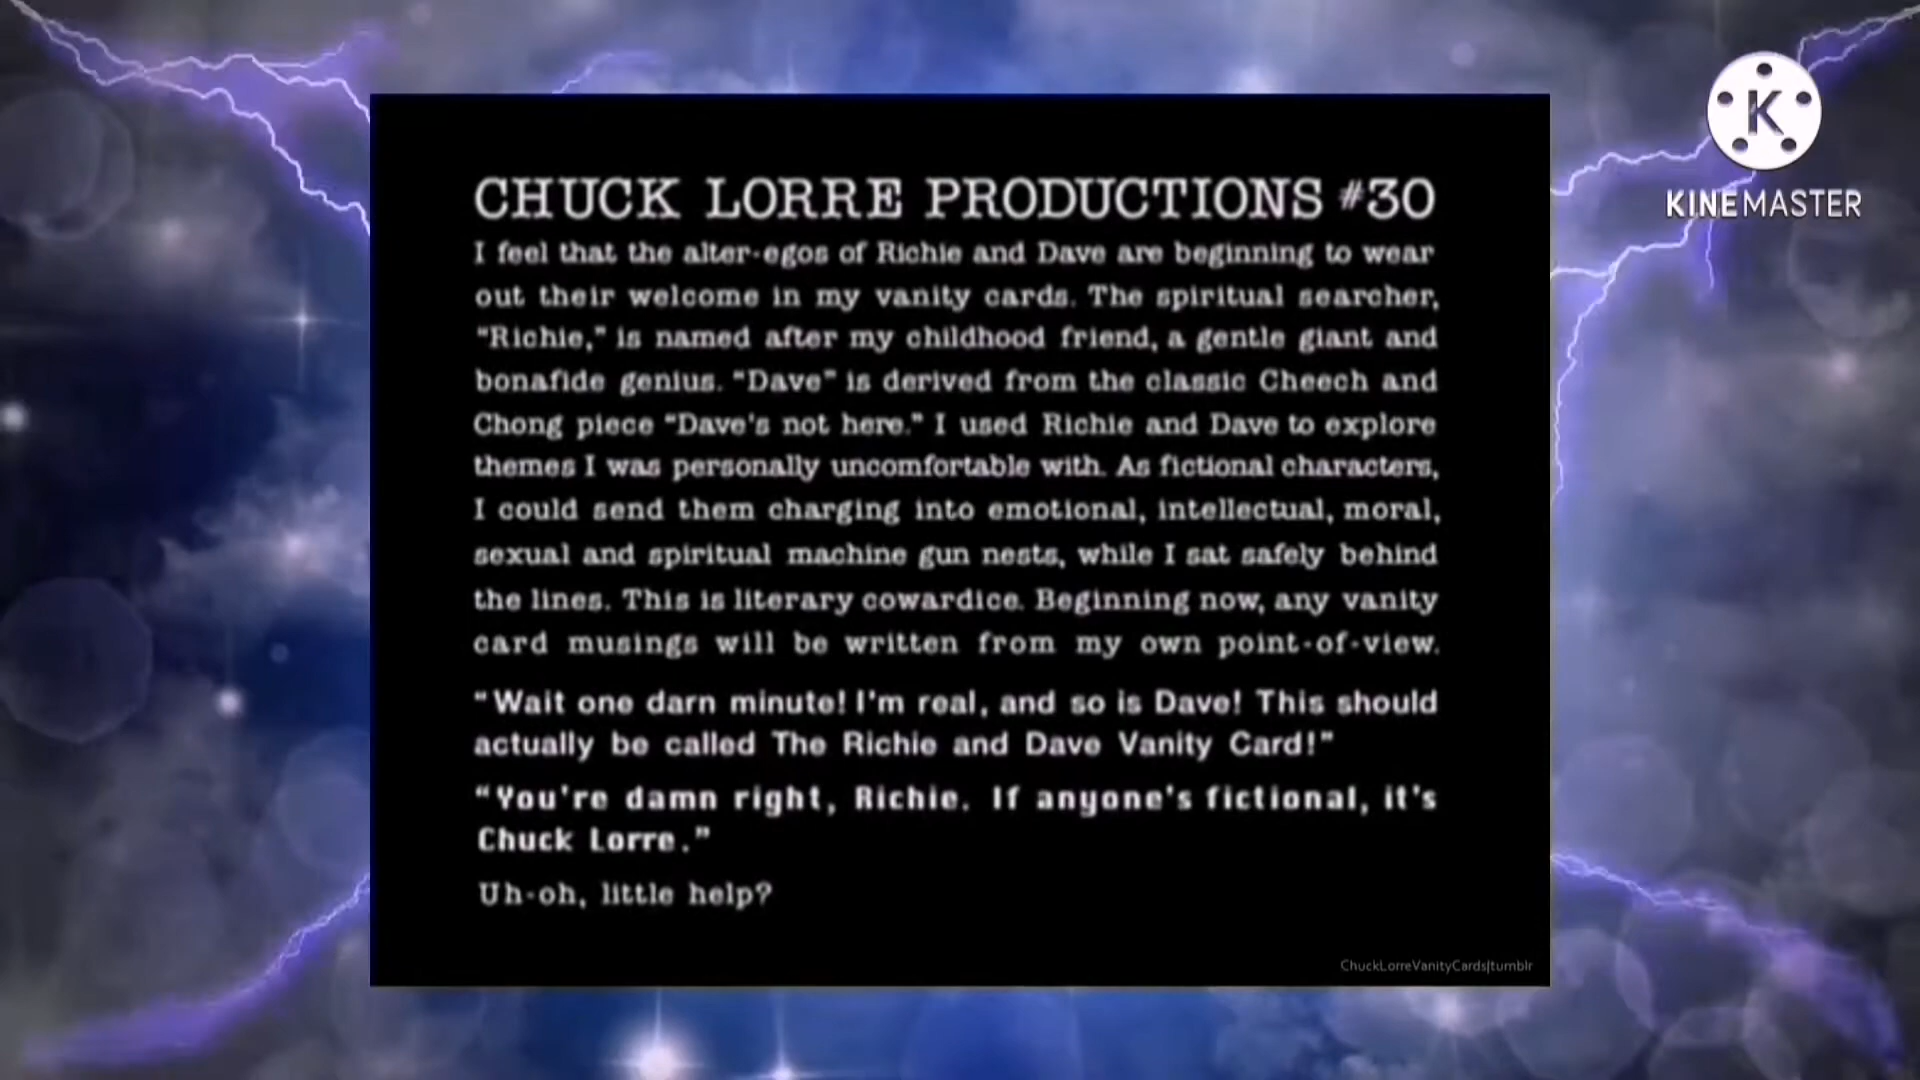 CHUCK LORRE PRODUCTIONS #30
I feel that the alter-egos of Richie and Dave are beginning to wear
out their welcome in my vanity cards. The spiritual searcher,
"Richie," is named after my childhood friend, a gentle giant and
bonafide genius. "Dave" is derived from the classic Cheech and
Chong piece "Dave's not here." I used Richie and Dave to explore
themes I was personally uncomfortable with. As fictional characters,
I could send them charging into emotional, intellectual, moral,
sexual and spiritual machine gun nests, while I sat safely behind
the lines. This is literary cowardice. Beginning now, any vanity
card musings will be written from my own point-of-view.
"Wait one darn minute! I'm real, and so is Dave! This should
actually be called The Richie and Dave Vanity Card!"
"You're damn right, Richie. If anyone's fictional, it's
Chuck Lorre."
Uh-oh, little help?
ChuckLorreVanityCards|tumblr
K
KINEMASTER